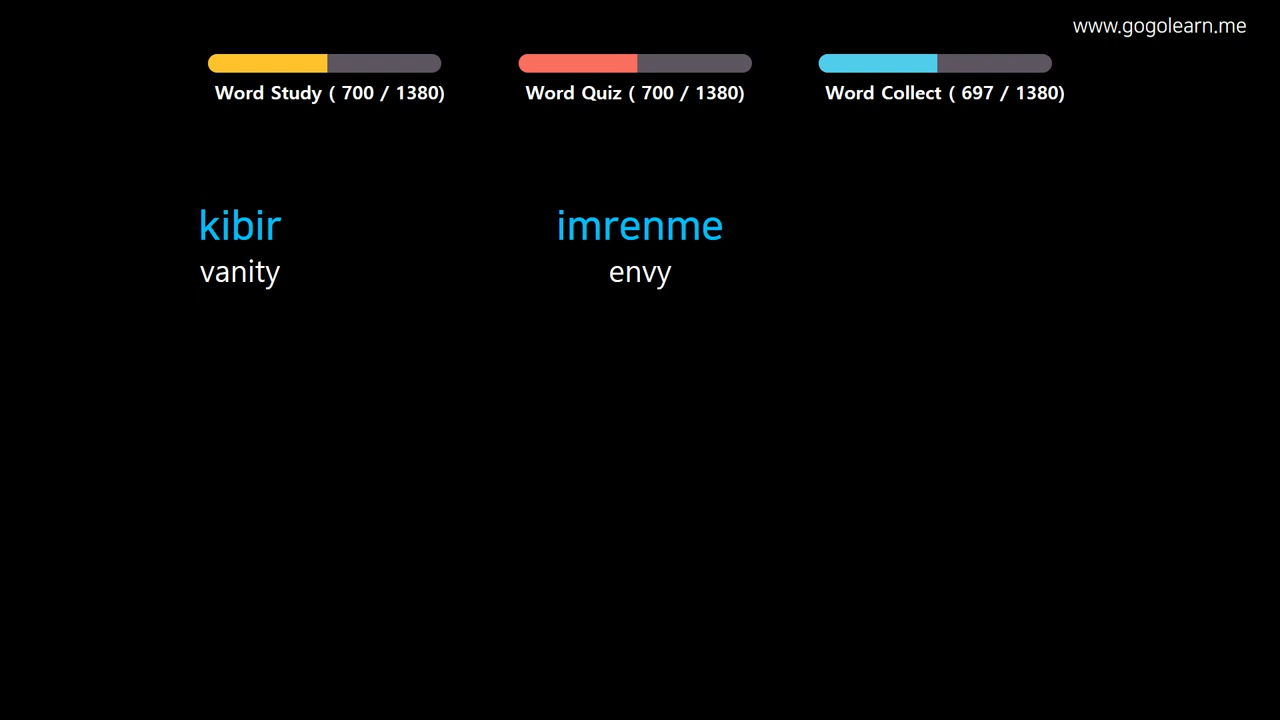 www.gogolearn.me
Word Study ( 700 / 1380)
Word Quiz ( 700 / 1380)
Word Collect ( 697 / 1380)
kibir
vanity
imrenme
envy